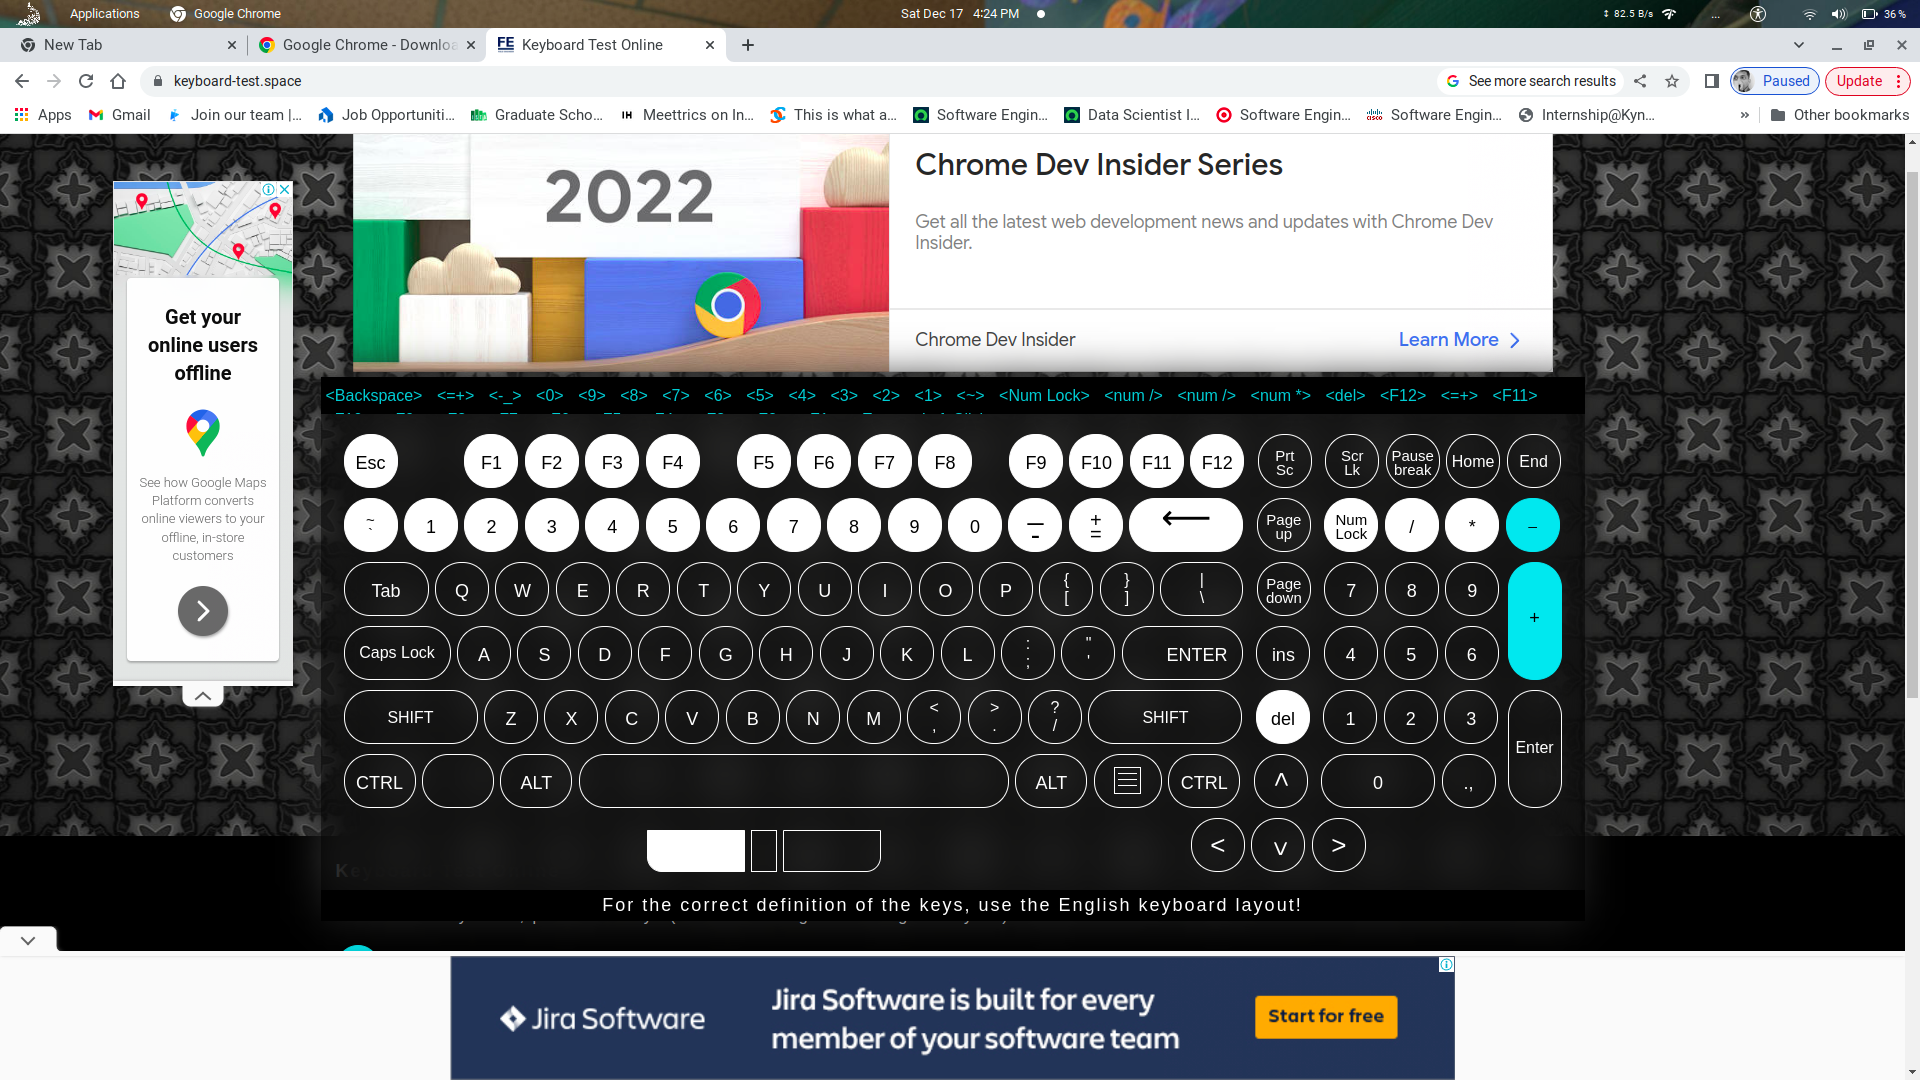 Applications Google Chrome Sat Dec 17 4:24 PM 82.5 B/s ... 36 %
New Tab Google Chrome - Downloa FE Keyboard Test Online
keyboard-test.space See more search results Paused Update
Apps Gmail Join our team |... Job Opportuniti... Graduate Scho... IH Meettrics on In... This is what a... Software Engin... Data Scientist I... Software Engin... cisco Software Engin... Internship@Kyn... » Other bookmarks
2022
Chrome Dev Insider Series
Get all the latest web development news and updates with Chrome Dev
Insider.
Chrome Dev Insider Learn More
Get your
online users
offline
See how Google Maps
Platform converts
online viewers to your
offline, in-store
customers
<Backspace> <=+> <-_> <0> <9> <8> <7> <6> <5> <4> <3> <2> <1> <~> <Num Lock> <num /> <num /> <num *> <del> <F12> <=+> <F11>
Esc F1 F2 F3 F4 F5 F6 F7 F8 F9 F10 F11 F12 Prt Sc Scr Lk Pause break Home End
~ ` 1 2 3 4 5 6 7 8 9 0 — - + = Page up Num Lock / * –
Tab Q W E R T Y U I O P { [ } ] | \ Page down 7 8 9 +
Caps Lock A S D F G H J K L : ; " ' ENTER ins 4 5 6
SHIFT Z X C V B N M < , > . ? / SHIFT del 1 2 3 Enter
CTRL ALT ALT CTRL ^ 0 .,
< v >
For the correct definition of the keys, use the English keyboard layout!
Jira Software
Jira Software is built for every
member of your software team
Start for free